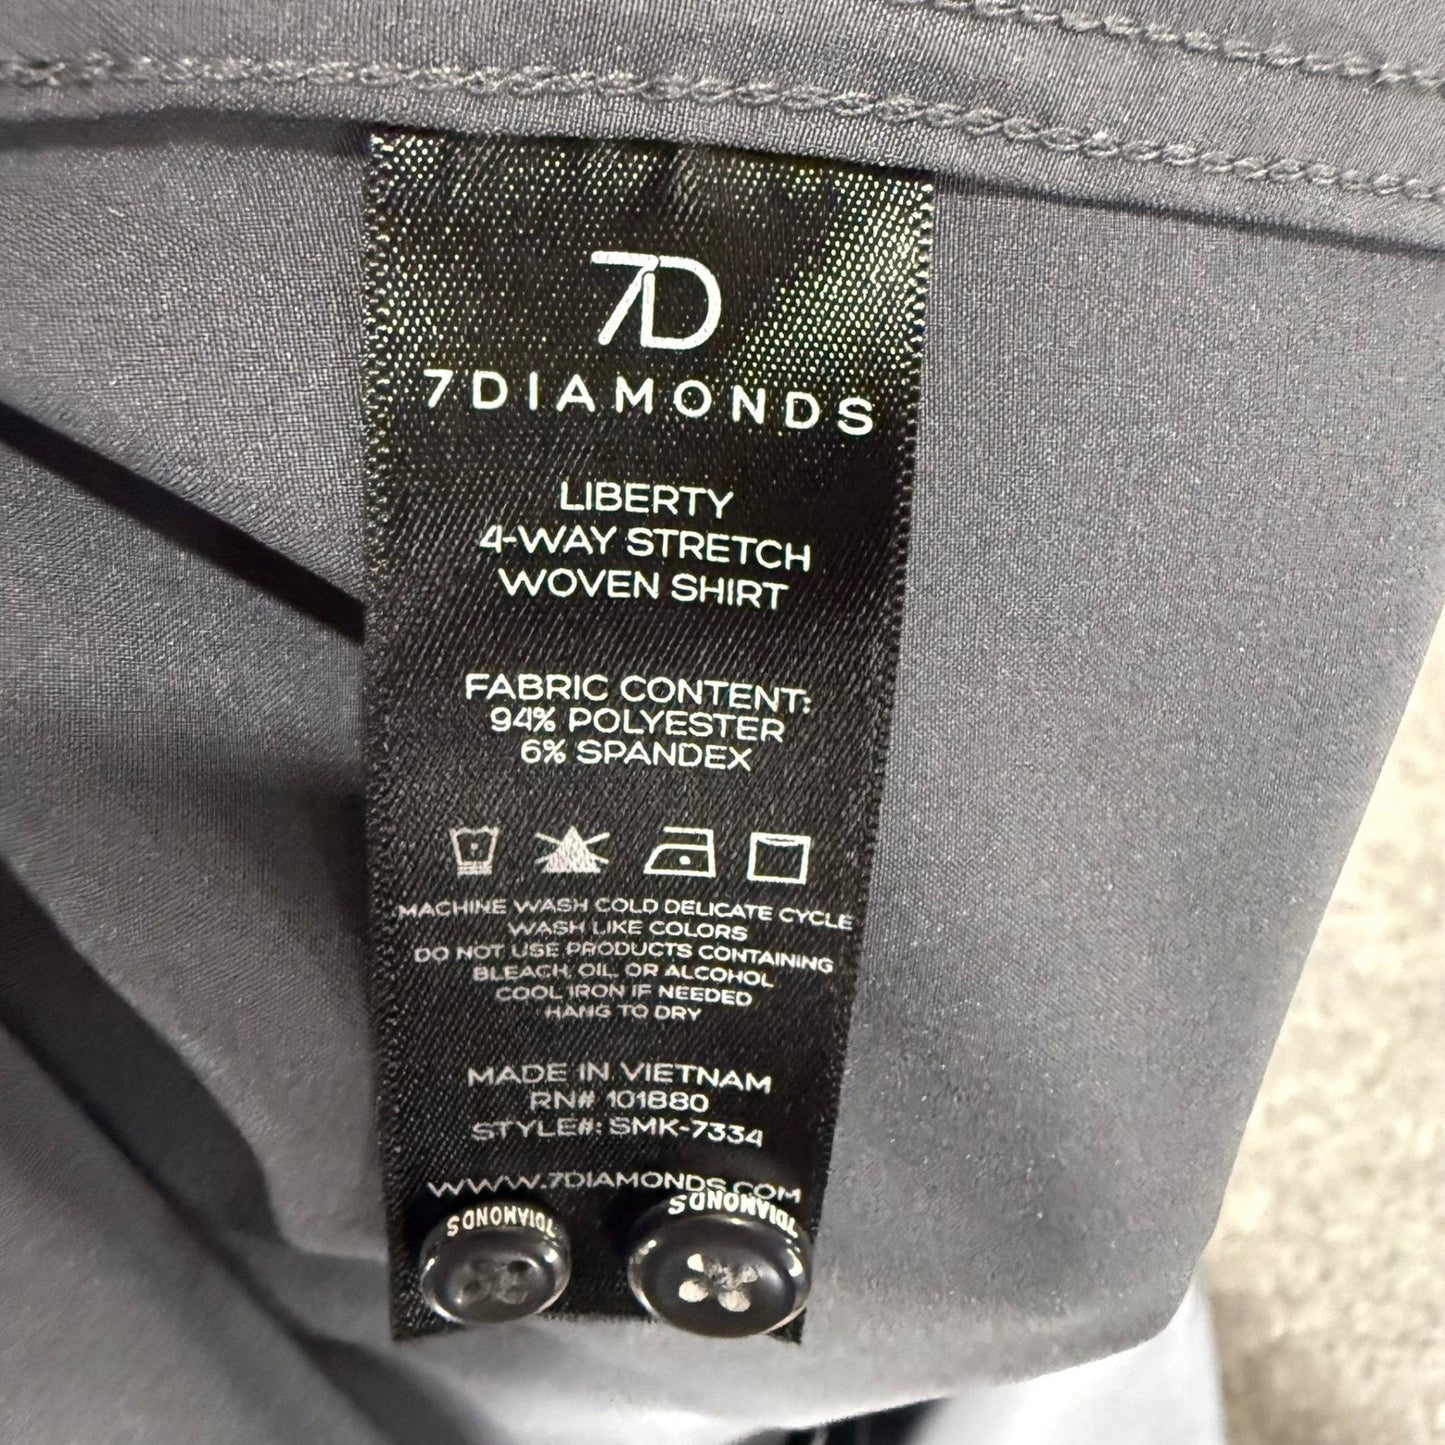 7D
7DIAMONDS
LIBERTY
4-WAY STRETCH
WOVEN SHIRT
FABRIC CONTENT:
94% POLYESTER
6% SPANDEX
MACHINE WASH COLD DELICATE CYCLE
WASH LIKE COLORS
DO NOT USE PRODUCTS CONTAINING
BLEACH, OIL, OR ALCOHOL
COOL IRON IF NEEDED
HANG TO DRY
MADE IN VIETNAM
RN# 101880
STYLE#: SMK-7334
WWW.7DIAMONDS.COM
7DIAMONDS
7DIAMONDS